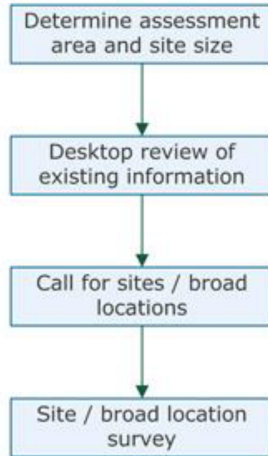 Determine assessment
area and site size
Desktop review of
existing information
Call for sites / broad
locations
Site / broad location
survey